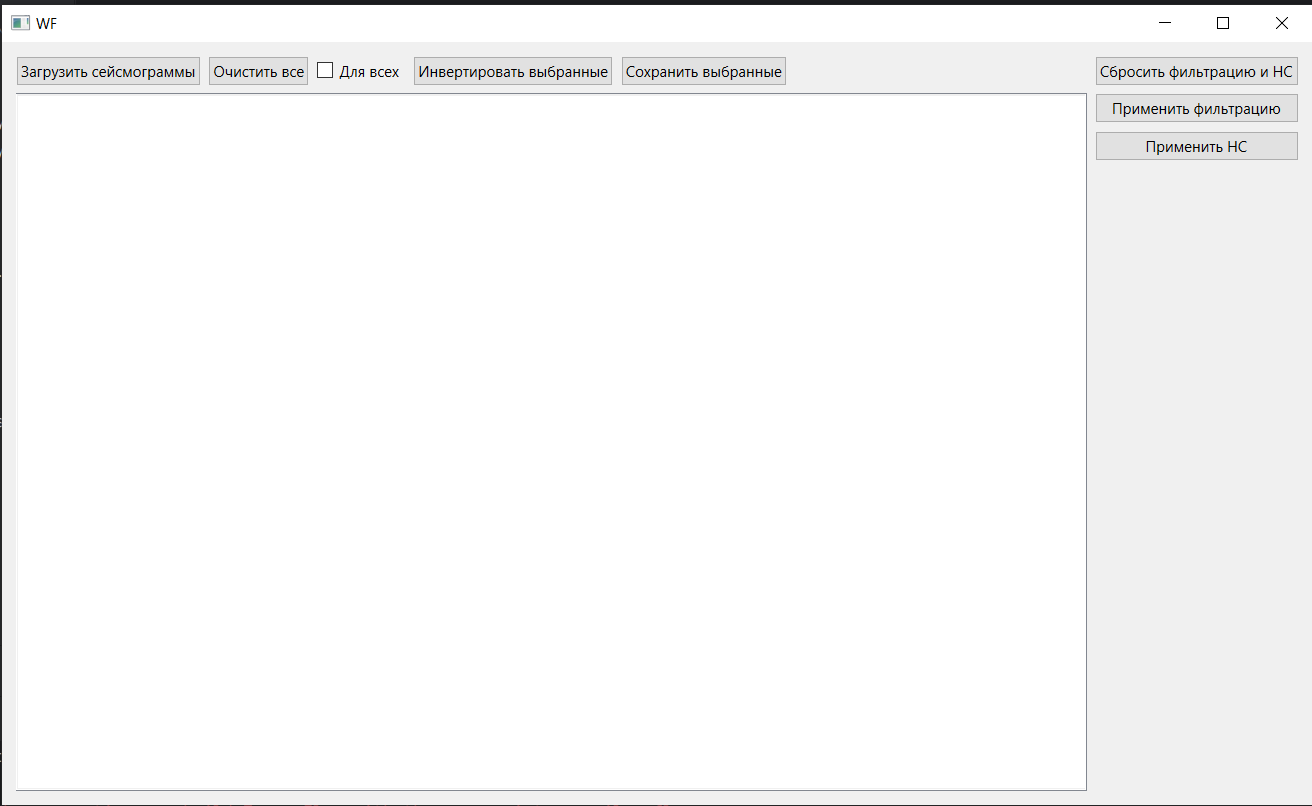 WF
Загрузить сейсмограммы Очистить все Для всех Инвертировать выбранные Сохранить выбранные Сбросить фильтрацию и НС
Применить фильтрацию
Применить НС